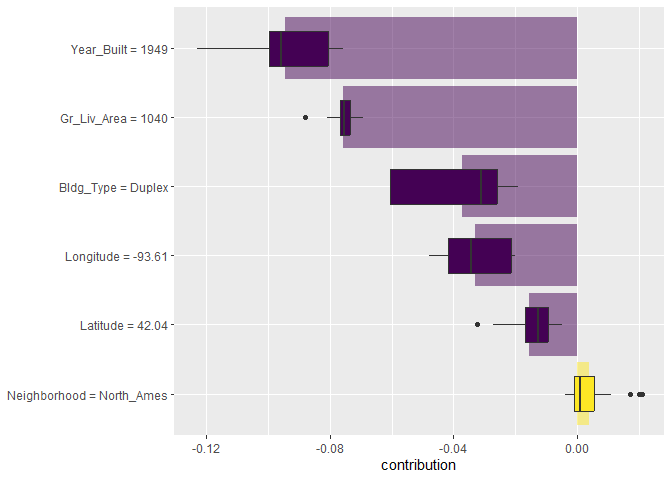 Year_Built = 1949
Gr_Liv_Area = 1040
Bldg_Type = Duplex
Longitude = -93.61
Latitude = 42.04
Neighborhood = North_Ames
-0.12 -0.08 -0.04 0.00
contribution